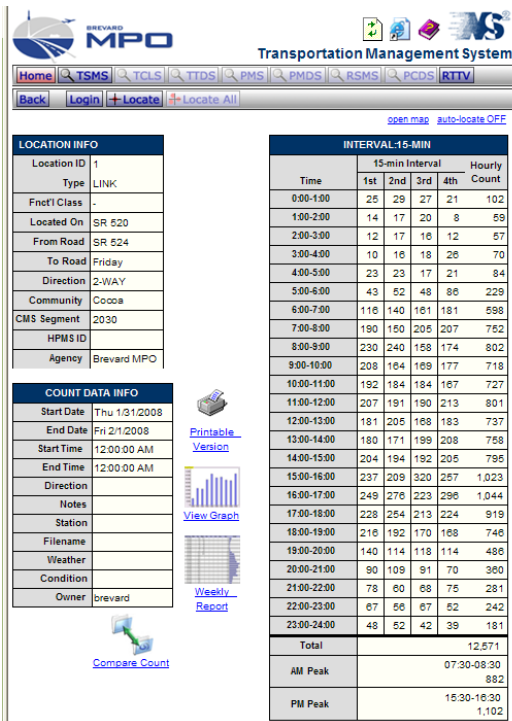 BREVARD
MPO
MS²
Transportation Management System
Home TSMS TCLS TTDS PMS PMDS RSMS PCDS RTTV
Back Login Locate Locate All
open map auto-locate OFF
LOCATION INFO
Location ID 1
Type LINK
Fnct'l Class -
Located On SR 520
From Road SR 524
To Road Friday
Direction 2-WAY
Community Cocoa
CMS Segment 2030
HPMS ID
Agency Brevard MPO
COUNT DATA INFO
Start Date Thu 1/31/2008
End Date Fri 2/1/2008
Start Time 12:00:00 AM
End Time 12:00:00 AM
Direction
Notes
Station
Filename
Weather
Condition
Owner brevard
Printable
Version
View Graph
Weekly
Report
Compare Count
INTERVAL:15-MIN
15-min Interval Hourly
Time 1st 2nd 3rd 4th Count
0:00-1:00 25 29 27 21 102
1:00-2:00 14 17 20 8 59
2:00-3:00 12 17 16 12 57
3:00-4:00 10 16 18 26 70
4:00-5:00 23 23 17 21 84
5:00-6:00 43 52 48 86 229
6:00-7:00 116 140 161 181 598
7:00-8:00 190 150 205 207 752
8:00-9:00 230 240 158 174 802
9:00-10:00 208 164 169 177 718
10:00-11:00 192 184 184 167 727
11:00-12:00 207 191 190 213 801
12:00-13:00 181 205 168 183 737
13:00-14:00 180 171 199 208 758
14:00-15:00 204 194 192 205 795
15:00-16:00 237 209 320 257 1,023
16:00-17:00 249 276 223 296 1,044
17:00-18:00 228 254 213 224 919
18:00-19:00 216 192 170 168 746
19:00-20:00 140 114 118 114 486
20:00-21:00 90 109 91 70 360
21:00-22:00 78 60 68 75 281
22:00-23:00 67 56 67 52 242
23:00-24:00 48 52 42 39 181
Total 12,571
AM Peak 07:30-08:30
882
PM Peak 15:30-16:30
1,102